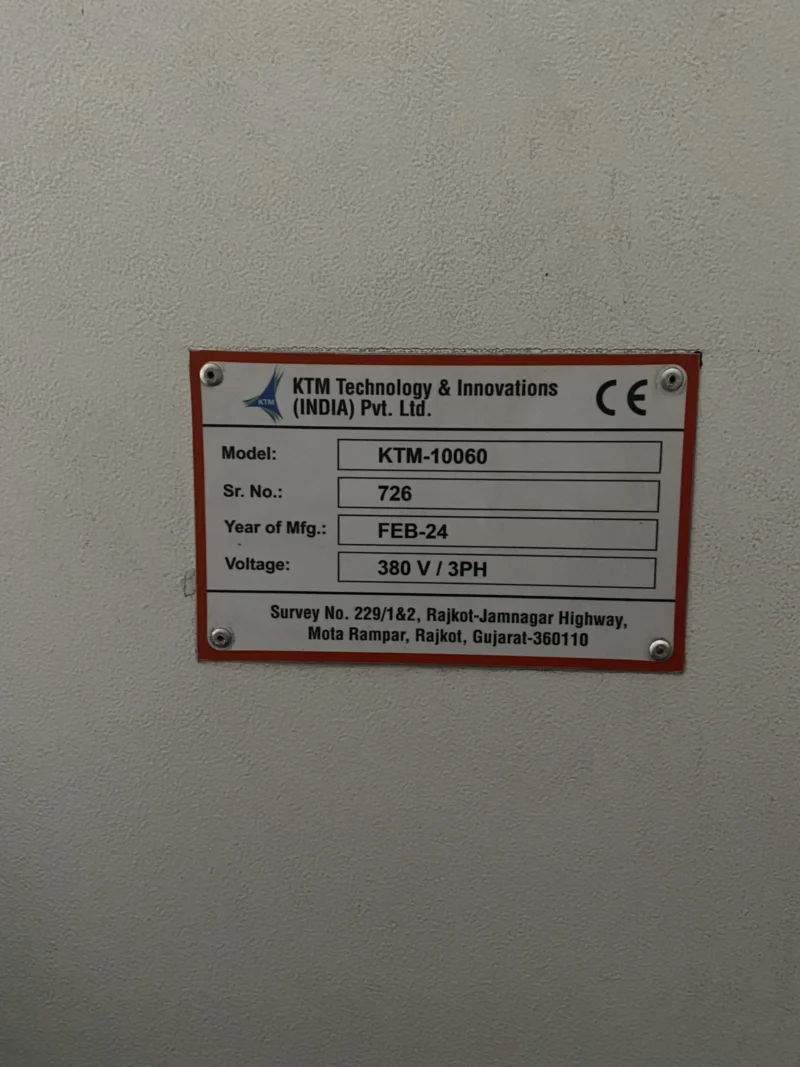 KTM
KTM Technology & Innovations
(INDIA) Pvt. Ltd.
CE
Model: KTM-10060
Sr. No.: 726
Year of Mfg.: FEB-24
Voltage: 380 V / 3PH
Survey No. 229/1&2, Rajkot-Jamnagar Highway,
Mota Rampar, Rajkot, Gujarat-360110